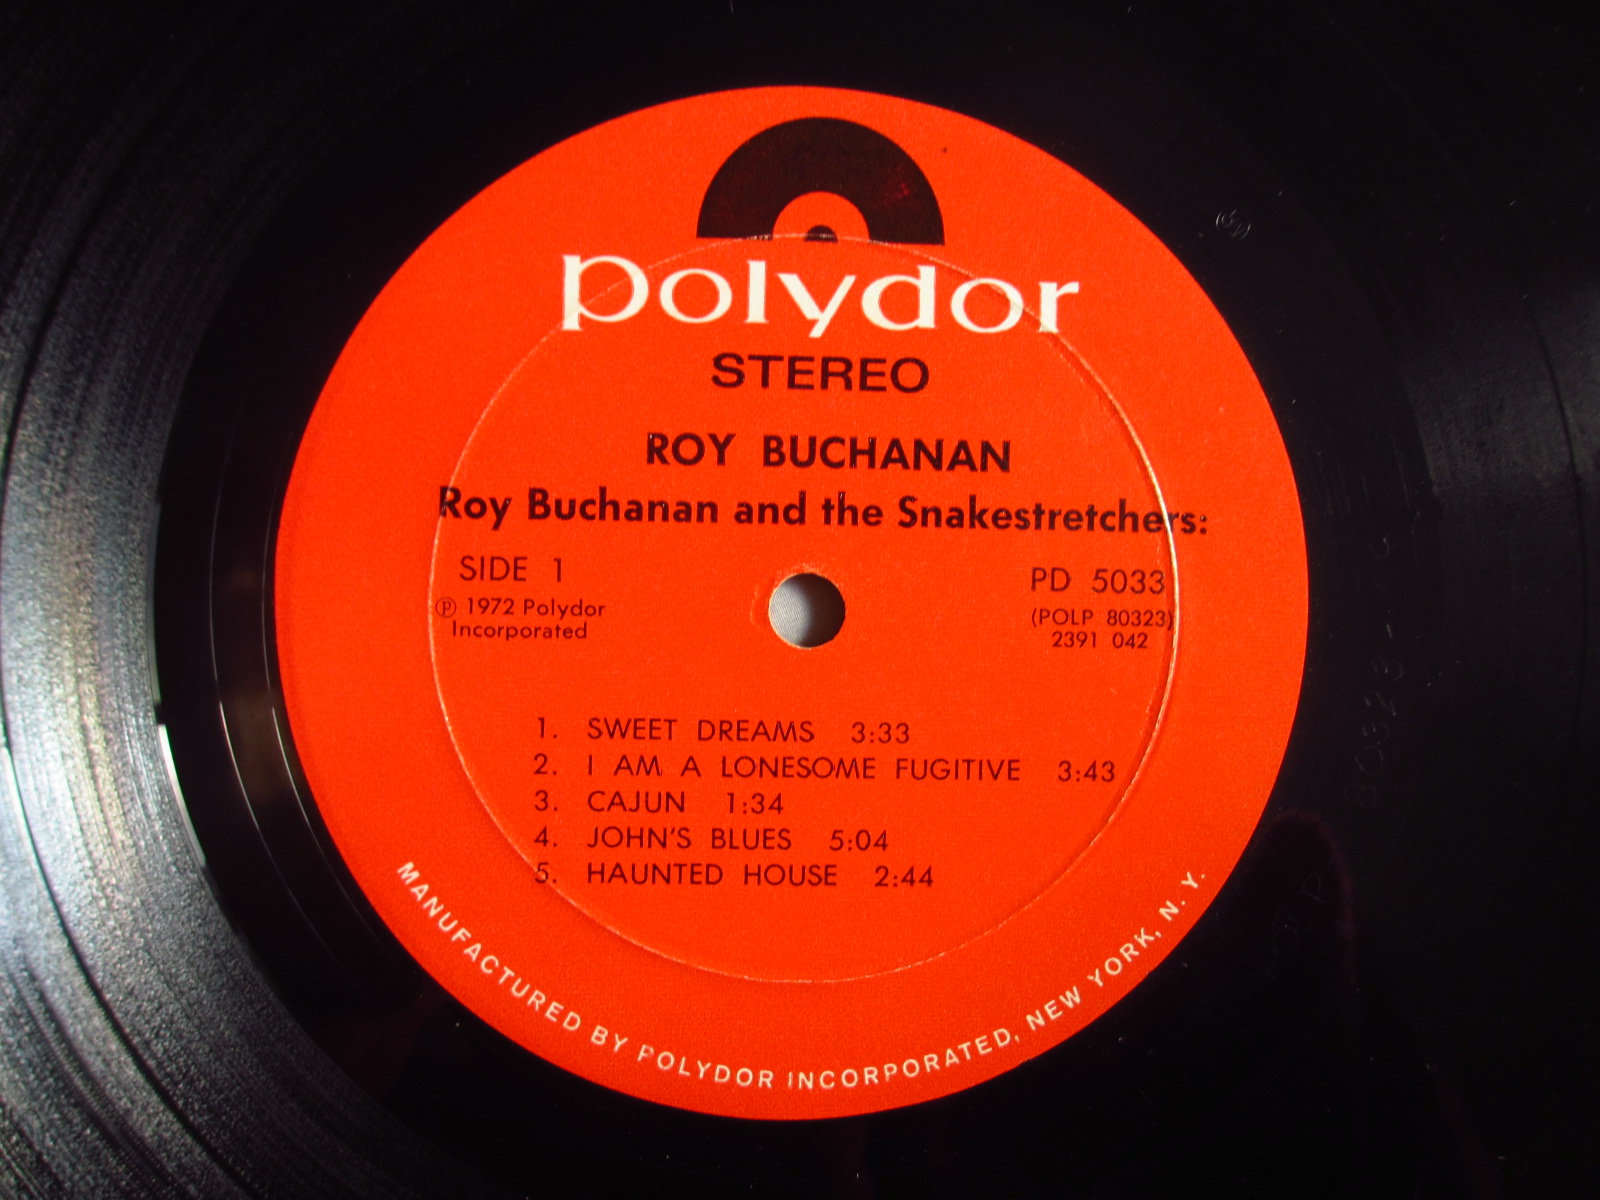 polydor
STEREO
ROY BUCHANAN
Roy Buchanan and the Snakestretchers:
SIDE 1
℗ 1972 Polydor
Incorporated
PD 5033
(POLP 80323)
2391 042
1. SWEET DREAMS 3:33
2. I AM A LONESOME FUGITIVE 3:43
3. CAJUN 1:34
4. JOHN'S BLUES 5:04
5. HAUNTED HOUSE 2:44
MANUFACTURED BY POLYDOR INCORPORATED, NEW YORK, N. Y.